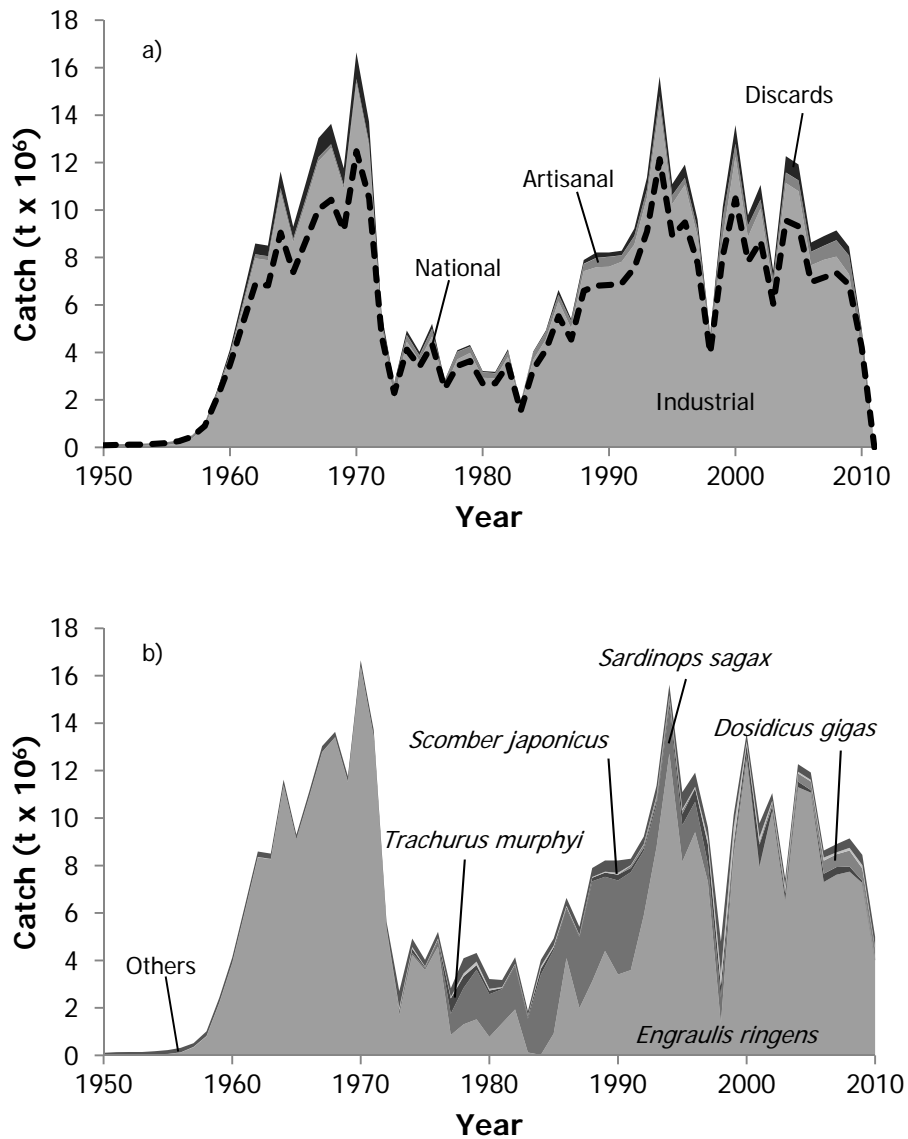 18
16
14
12
10
8
6
4
2
0
Catch (t x 10⁶)
a)
Discards
Artisanal
National
Industrial
1950 1960 1970 1980 1990 2000 2010
Year
18
16
14
12
10
8
6
4
2
0
Catch (t x 10⁶)
b)
Sardinops sagax
Dosidicus gigas
Scomber japonicus
Trachurus murphyi
Others
Engraulis ringens
1950 1960 1970 1980 1990 2000 2010
Year